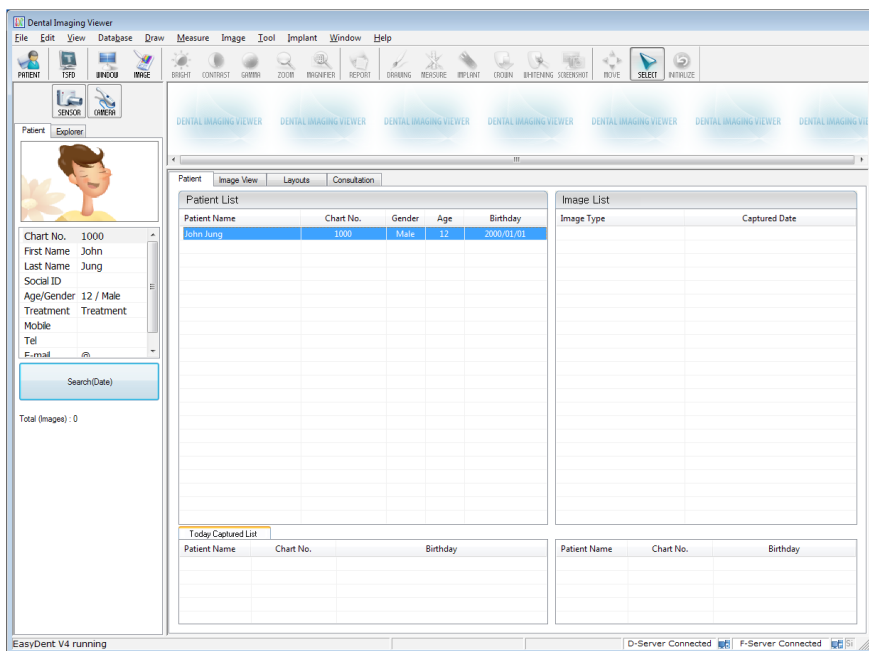 Dental Imaging Viewer
File Edit View Database Draw Measure Image Tool Implant Window Help
PATIENT TSFD WINDOW IMAGE BRIGHT CONTRAST GAMMA ZOOM MAGNIFIER REPORT DRAWING MEASURE IMPLANT CROWN WHITENING SCREENSHOT MOVE SELECT INITIALIZE
SENSOR CAMERA
DENTAL IMAGING VIEWER DENTAL IMAGING VIEWER DENTAL IMAGING VIEWER DENTAL IMAGING VIEWER DENTAL IMAGING VIEWER DENTAL IMAGING VIEWER DENTAL IMAGING VI
Patient Explorer
Patient Image View Layouts Consultation
Patient List
Patient Name Chart No. Gender Age Birthday
John Jung 1000 Male 12 2000/01/01
Image List
Image Type Captured Date
Chart No. 1000
First Name John
Last Name Jung
Social ID
Age/Gender 12 / Male
Treatment Treatment
Mobile
Tel
E-mail @
Search(Date)
Total (Images) : 0
Today Captured List
Patient Name Chart No. Birthday
Patient Name Chart No. Birthday
EasyDent V4 running
D-Server Connected F-Server Connected Si